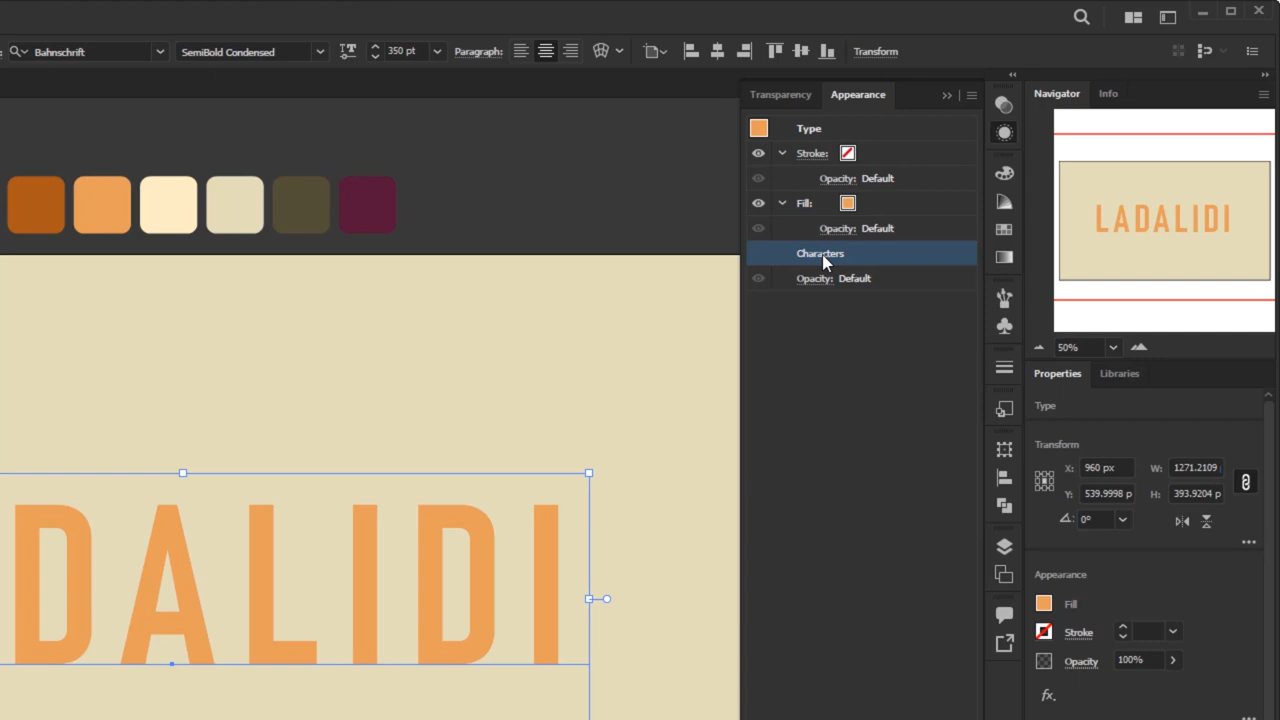 Bahnschrift
SemiBold Condensed
350 pt
Paragraph:
Transform
Transparency
Appearance
Type
Stroke:
Opacity: Default
Fill:
Opacity: Default
Characters
Opacity: Default
Navigator
Info
LADALIDI
50%
Properties
Libraries
Type
Transform
X: 960 px
W: 1271.2109
Y: 539.9998 p
H: 393.9204 p
0°
Appearance
Fill
Stroke
Opacity
100%
fx.
DALIDI